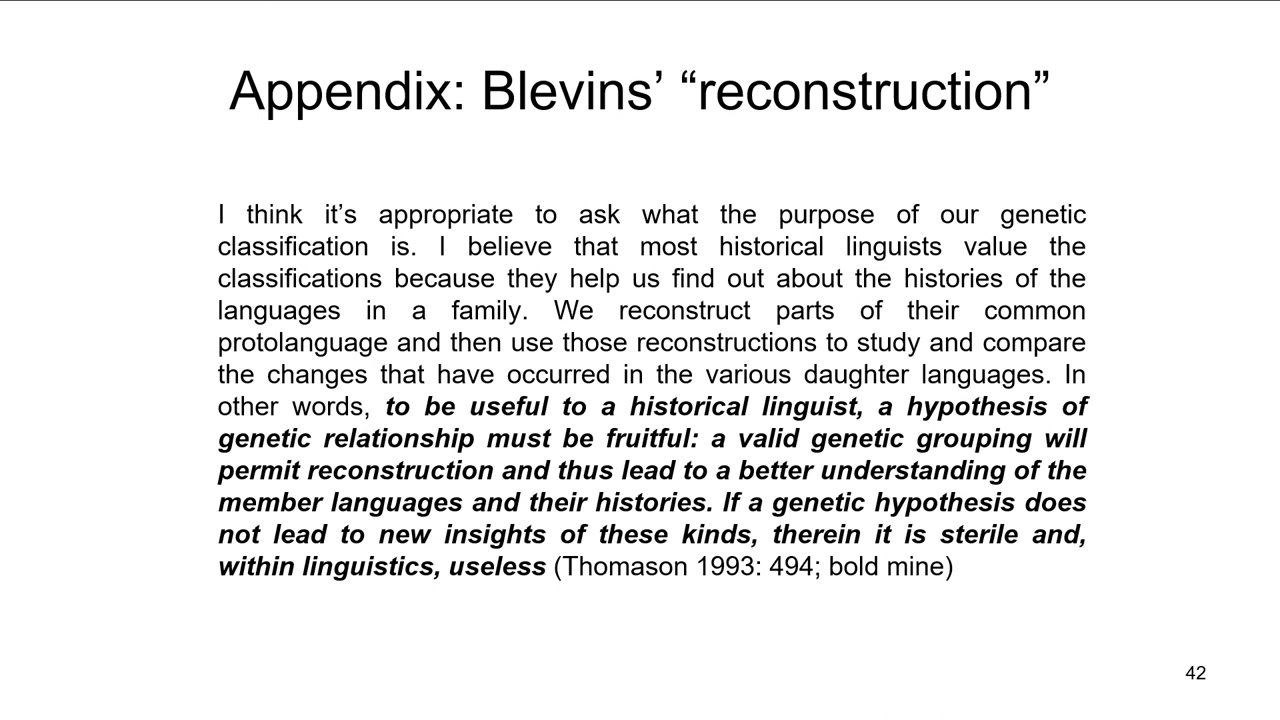 Appendix: Blevins’ “reconstruction”
I think it’s appropriate to ask what the purpose of our genetic
classification is. I believe that most historical linguists value the
classifications because they help us find out about the histories of the
languages in a family. We reconstruct parts of their common
protolanguage and then use those reconstructions to study and compare
the changes that have occurred in the various daughter languages. In
other words, to be useful to a historical linguist, a hypothesis of
genetic relationship must be fruitful: a valid genetic grouping will
permit reconstruction and thus lead to a better understanding of the
member languages and their histories. If a genetic hypothesis does
not lead to new insights of these kinds, therein it is sterile and,
within linguistics, useless (Thomason 1993: 494; bold mine)
42